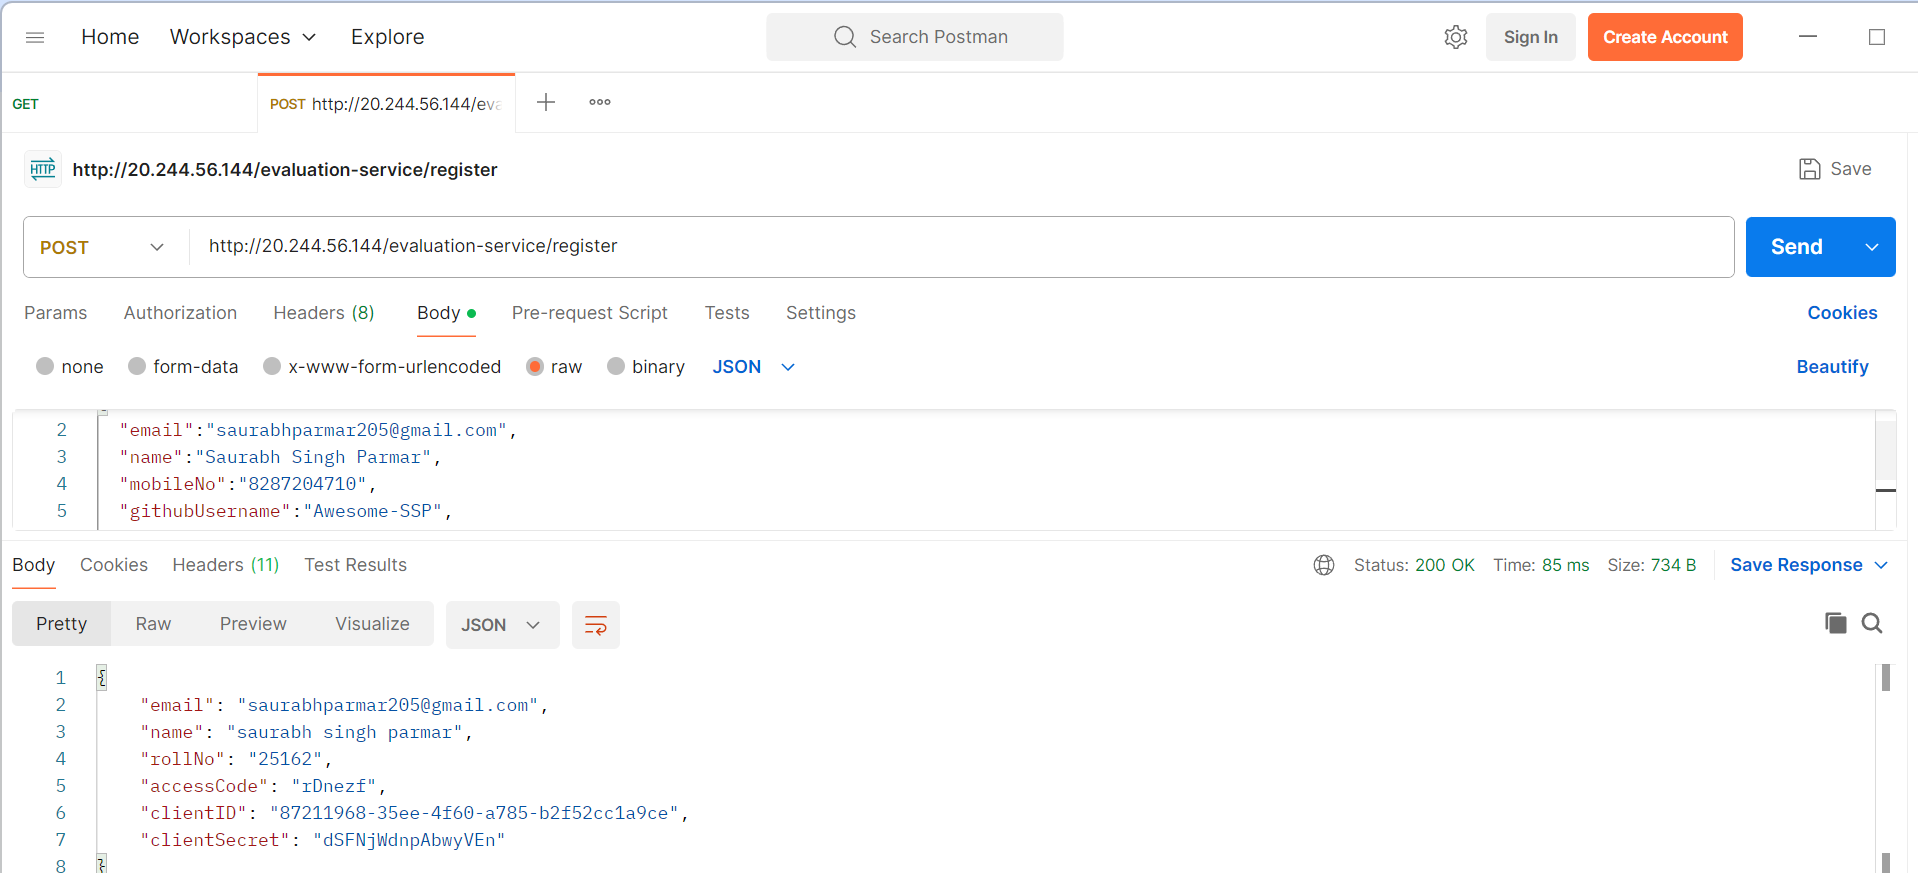 Home Workspaces Explore Search Postman Sign In Create Account
GET POST http://20.244.56.144/eva
HTTP http://20.244.56.144/evaluation-service/register Save
POST http://20.244.56.144/evaluation-service/register Send
Params Authorization Headers (8) Body Pre-request Script Tests Settings Cookies
none form-data x-www-form-urlencoded raw binary JSON Beautify
2 "email":"saurabhparmar205@gmail.com",
3 "name":"Saurabh Singh Parmar",
4 "mobileNo":"8287204710",
5 "githubUsername":"Awesome-SSP",
Body Cookies Headers (11) Test Results Status: 200 OK Time: 85 ms Size: 734 B Save Response
Pretty Raw Preview Visualize JSON
1 {
2 "email": "saurabhparmar205@gmail.com",
3 "name": "saurabh singh parmar",
4 "rollNo": "25162",
5 "accessCode": "rDnezf",
6 "clientID": "87211968-35ee-4f60-a785-b2f52cc1a9ce",
7 "clientSecret": "dSFNjWdnpAbwyVEn"
8 }